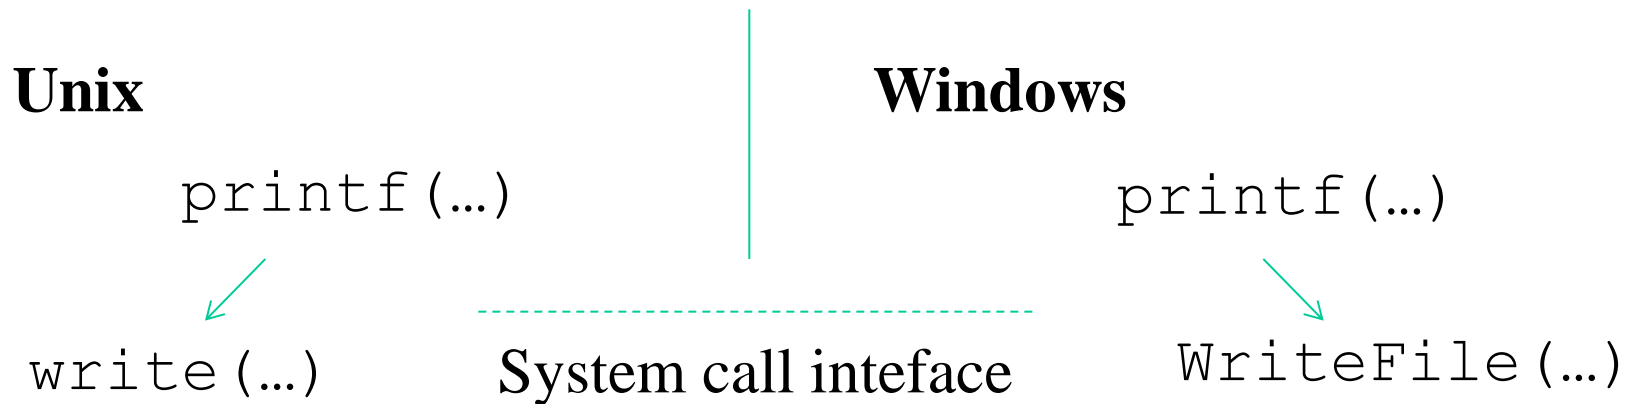 Unix
Windows
printf(…)
printf(…)
write(…)
System call inteface
WriteFile(…)